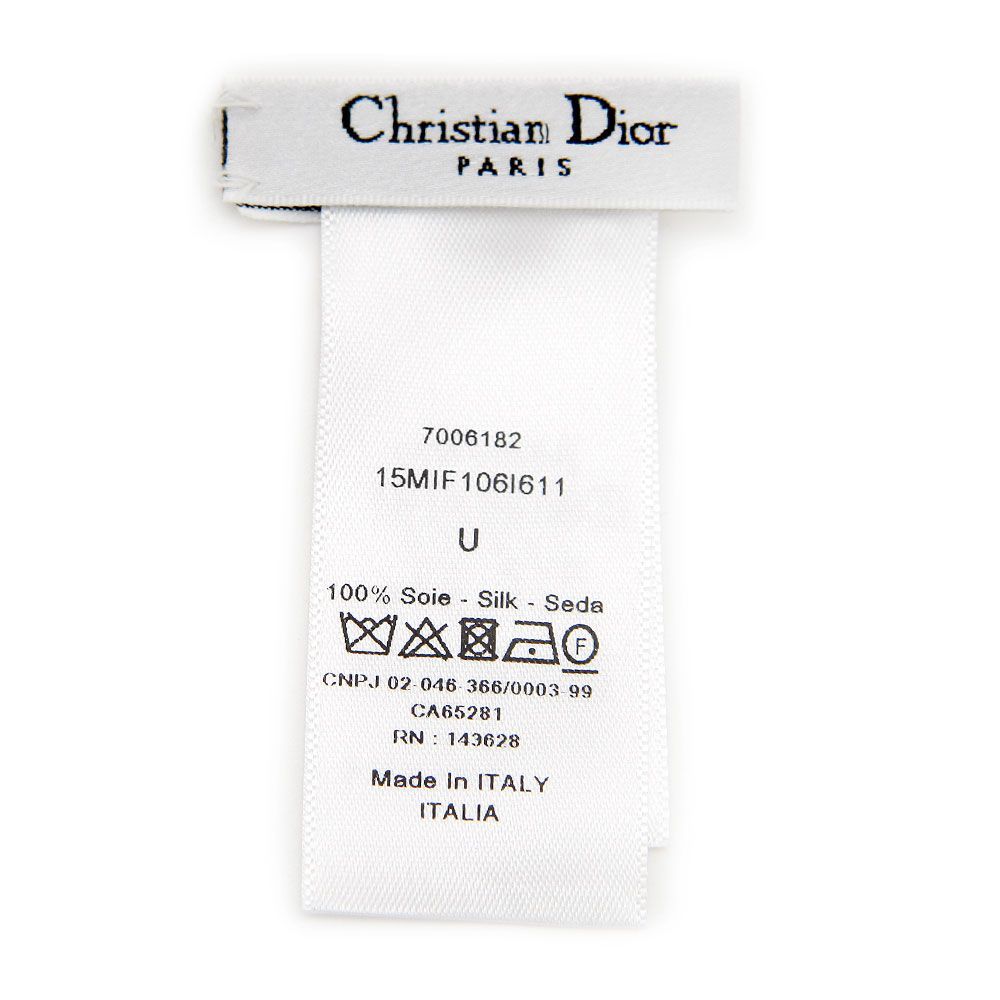 Christian Dior
PARIS
7006182
15MIF106I611
U
100% Soie - Silk - Seda
F
CNPJ 02-046-366/0003-99
CA65281
RN : 143628
Made In ITALY
ITALIA